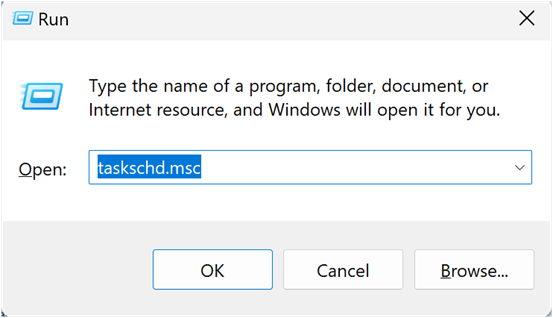 Run
Type the name of a program, folder, document, or
Internet resource, and Windows will open it for you.
Open: taskschd.msc
OK Cancel Browse...